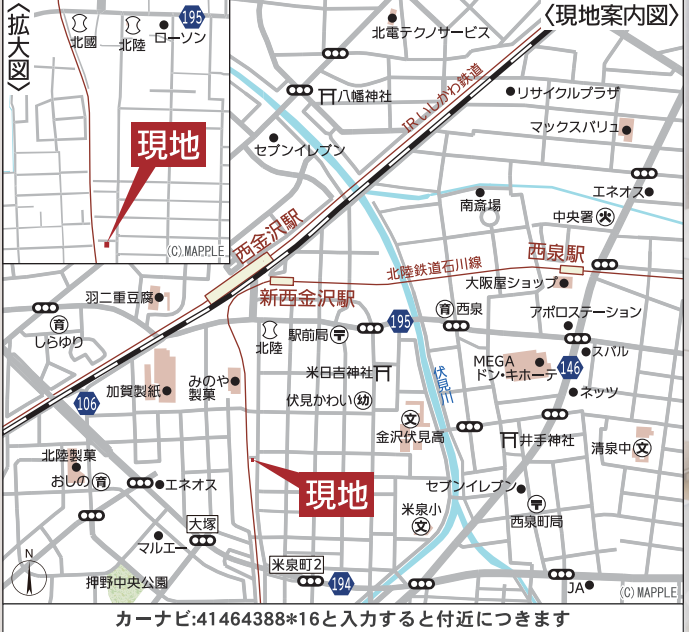 〈拡大図〉
195
北國
北陸
ローソン
現地
(C)MAPPLE
〈現地案内図〉
北電テクノサービス
八幡神社
IRいしかわ鉄道
リサイクルプラザ
マックスバリュ
セブンイレブン
エネオス
南斎場
中央署
火
西金沢駅
北陸鉄道石川線
西泉駅
新西金沢駅
大阪屋ショップ
羽二重豆腐
育
しらゆり
北陸
駅前局
195
育西泉
アポロステーション
スバル
MEGA
ドン・キホーテ
146
ネッツ
米日吉神社
伏見川
加賀製紙
みのや
製菓
伏見かわい幼
106
文
金沢伏見高
井手神社
清泉中文
北陸製菓
おしの育
エネオス
現地
セブンイレブン
米泉小
文
西泉町局
大塚
マルエー
米泉町2
194
押野中央公園
N
JA
(C)MAPPLE
カーナビ:41464388*16と入力すると付近につきます